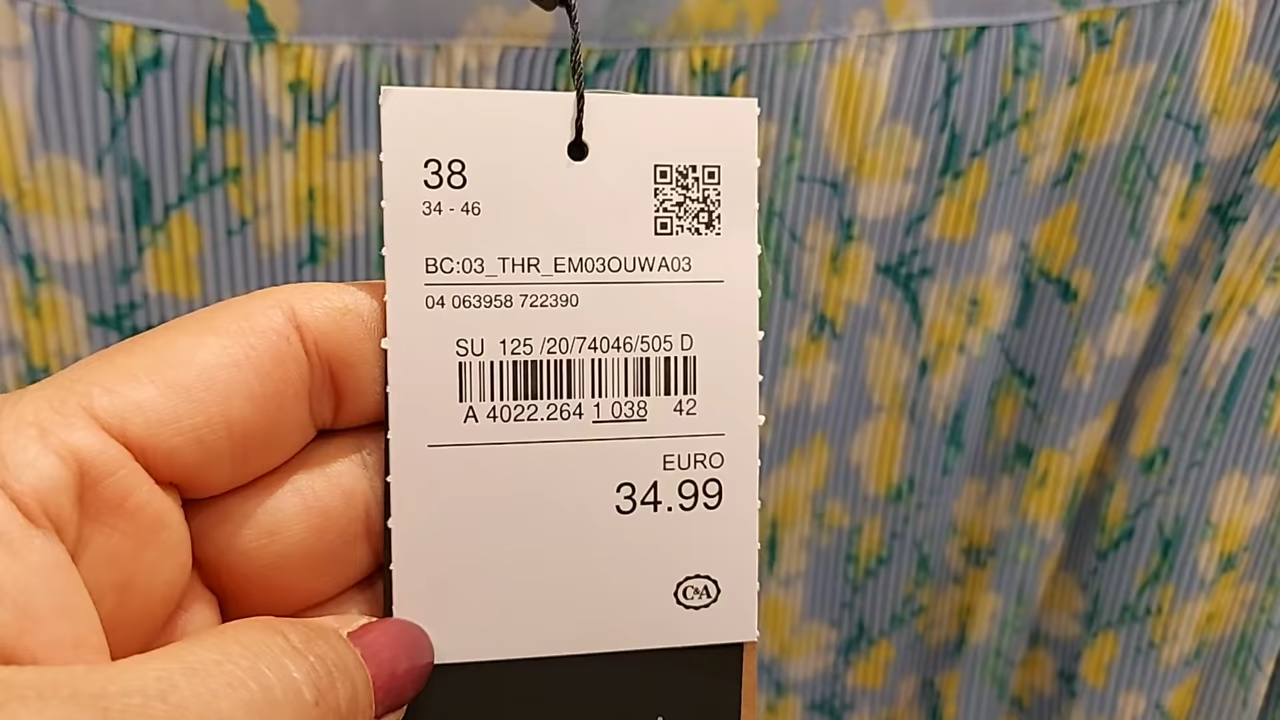 38
34 - 46
BC:03_THR_EM03OUWA03
04 063958 722390
SU 125 /20/74046/505 D
A 4022.264 1 038 42
EURO
34.99
C&A